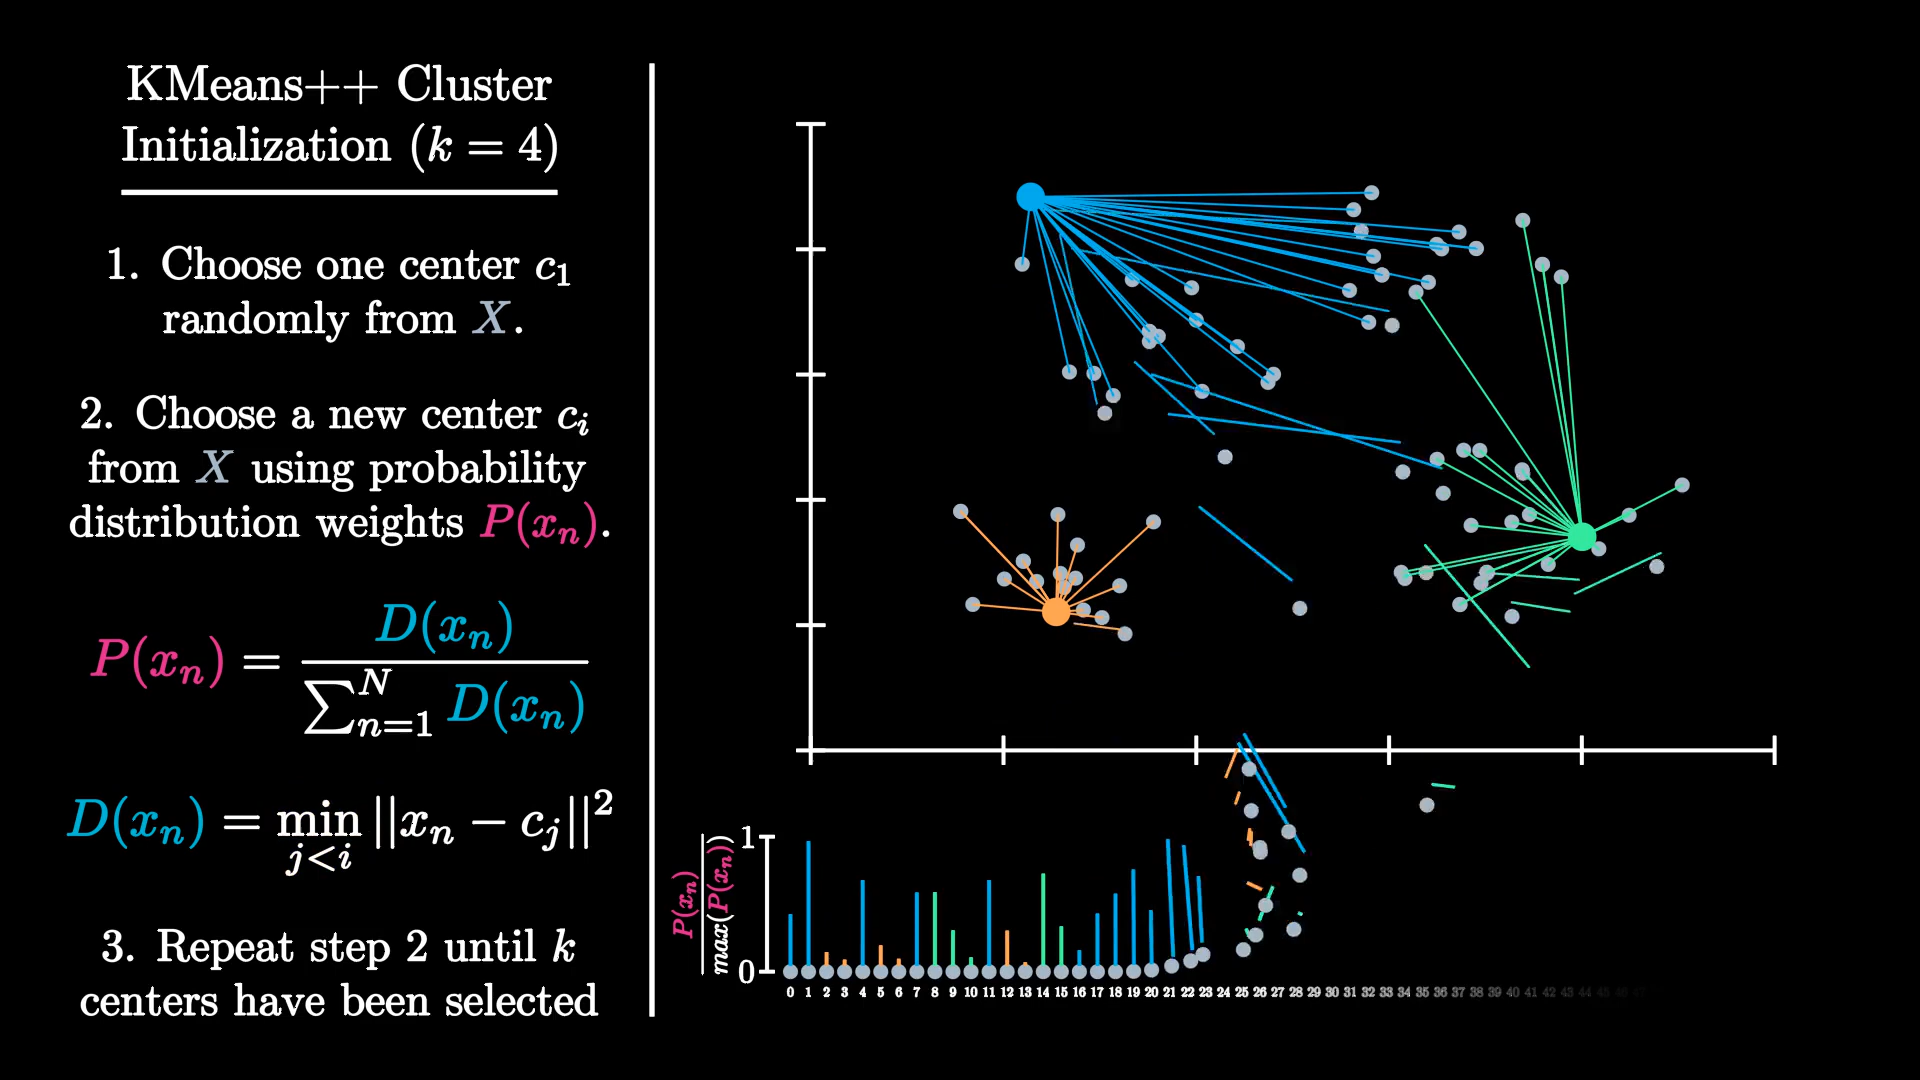 KMeans++ Cluster
Initialization (k = 4)
1. Choose one center c₁
randomly from X.
2. Choose a new center cᵢ
from X using probability
distribution weights P(xₙ).
P(xₙ) = D(xₙ) / ∑ᴺₙ₌₁ D(xₙ)
D(xₙ) = min j<i ||xₙ − cⱼ||²
3. Repeat step 2 until k
centers have been selected
P(xₙ) / max(P(xₙ))
1
0
0 1 2 3 4 5 6 7 8 9 10 11 12 13 14 15 16 17 18 19 20 21 22 23 24 25 26 27 28 29 30 31 32 33 34 35 36 37 38 39 40 41 42 43 44